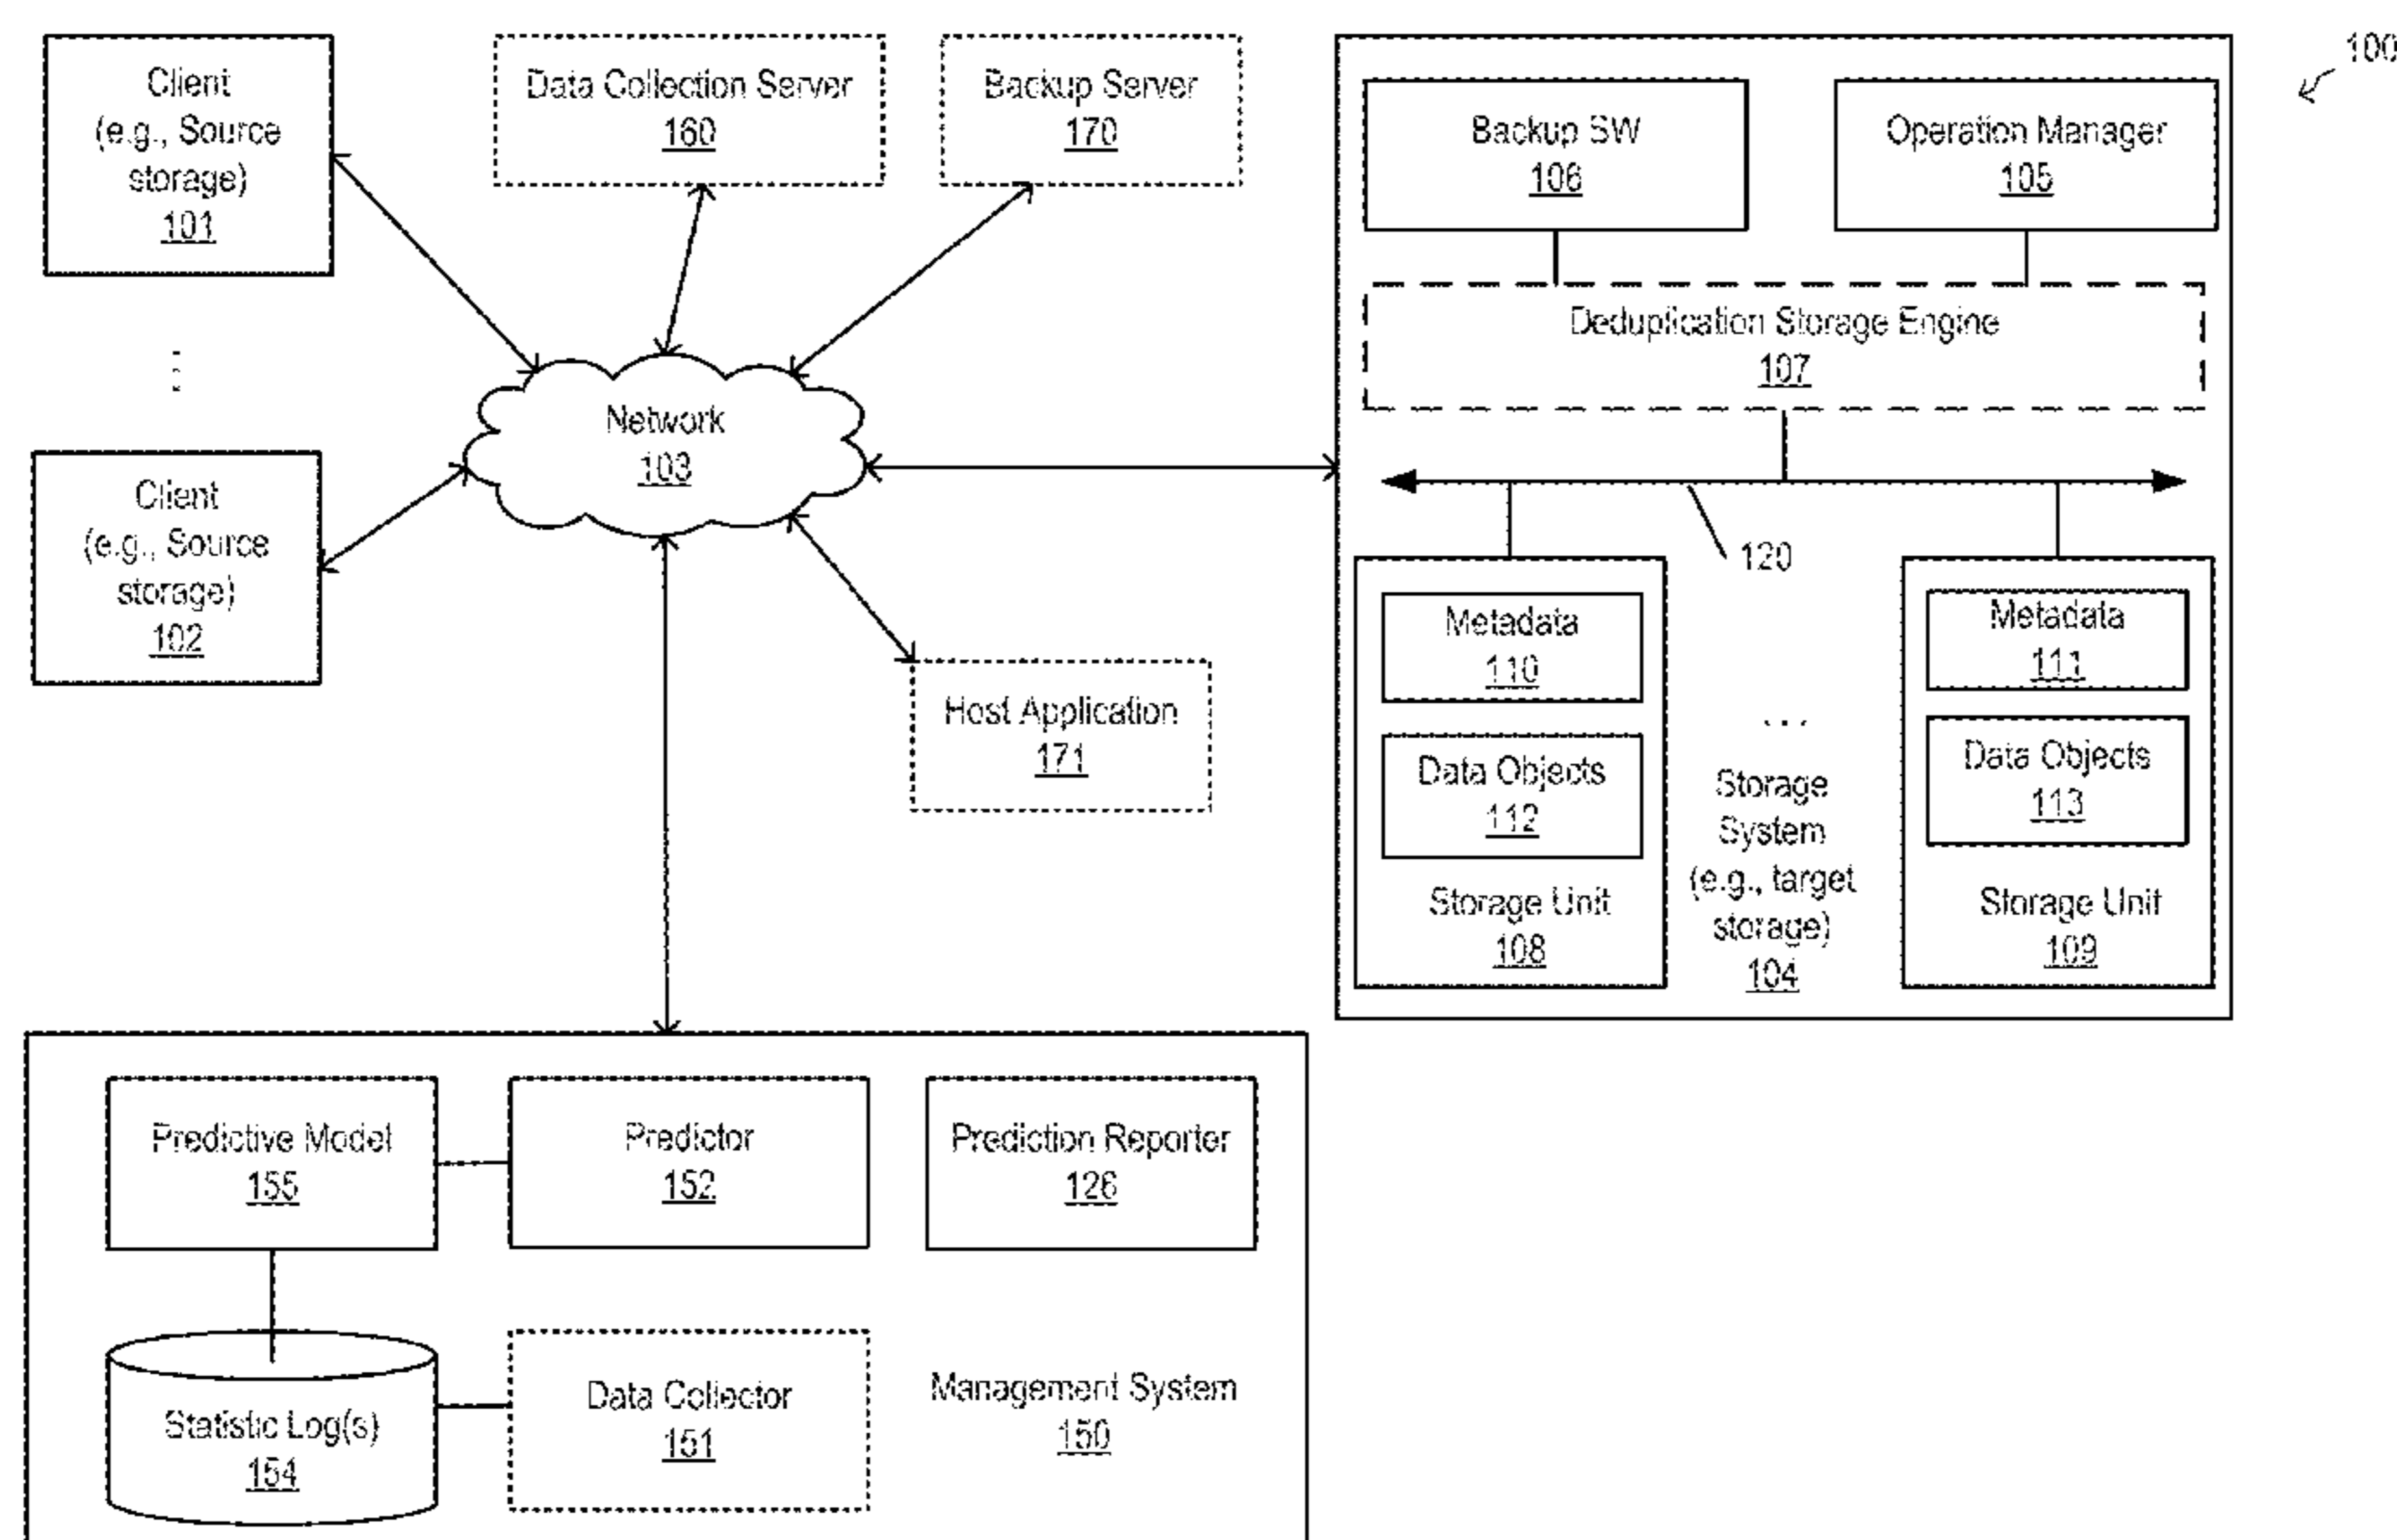 100
Client
(e.g., Source
storage)
101
Data Collection Server
160
Backup Server
170
Backup SW
106
Operation Manager
105
Deduplication Storage Engine
107
Network
103
Client
(e.g., Source
storage)
102
120
Host Application
171
Metadata
110
Data Objects
112
Storage Unit
108
...
Storage
System
(e.g., target
storage)
104
Metadata
111
Data Objects
113
Storage Unit
109
Predictive Model
155
Predictor
152
Prediction Reporter
126
Statistic Log(s)
154
Data Collector
151
Management System
150